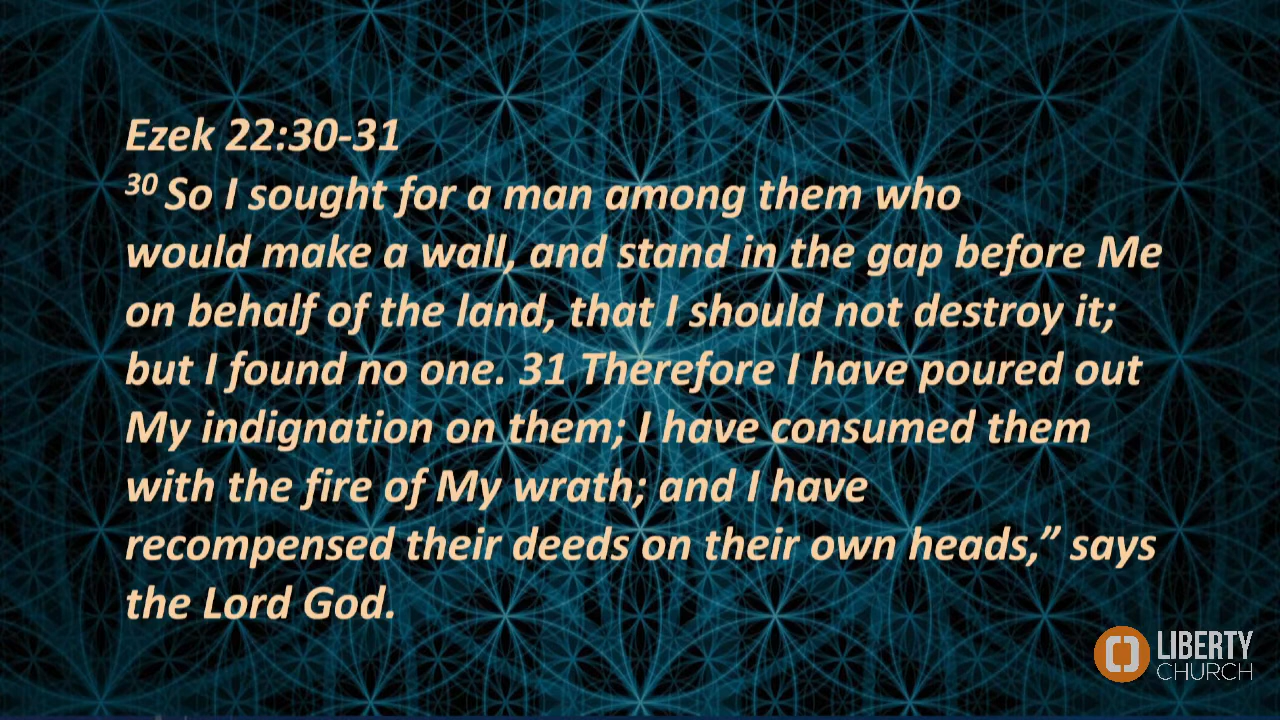 Ezek 22:30-31
30 So I sought for a man among them who
would make a wall, and stand in the gap before Me
on behalf of the land, that I should not destroy it;
but I found no one. 31 Therefore I have poured out
My indignation on them; I have consumed them
with the fire of My wrath; and I have
recompensed their deeds on their own heads,” says
the Lord God.
LIBERTY
CHURCH